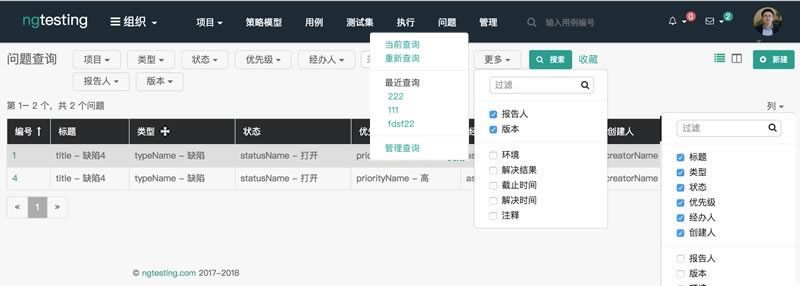 ngtesting 组织 项目 策略模型 用例 测试集 执行 问题 管理 输入用例编号 0 2
问题查询 项目 类型 状态 优先级 经办人 更多 搜索 收藏 新建
报告人 版本
当前查询
重新查询
最近查询
222
111
fdsf22
管理查询
过滤
报告人
版本
环境
解决结果
截止时间
解决时间
注释
第 1— 2 个，共 2 个问题 列
编号 标题 类型 状态 创建人
1 title - 缺陷4 typeName - 缺陷 statusName - 打开 creatorName
4 title - 缺陷4 typeName - 缺陷 statusName - 打开 priorityName - 高 creatorName
« 1 »
过滤
标题
类型
状态
优先级
经办人
创建人
报告人
版本
© ngtesting.com 2017-2018